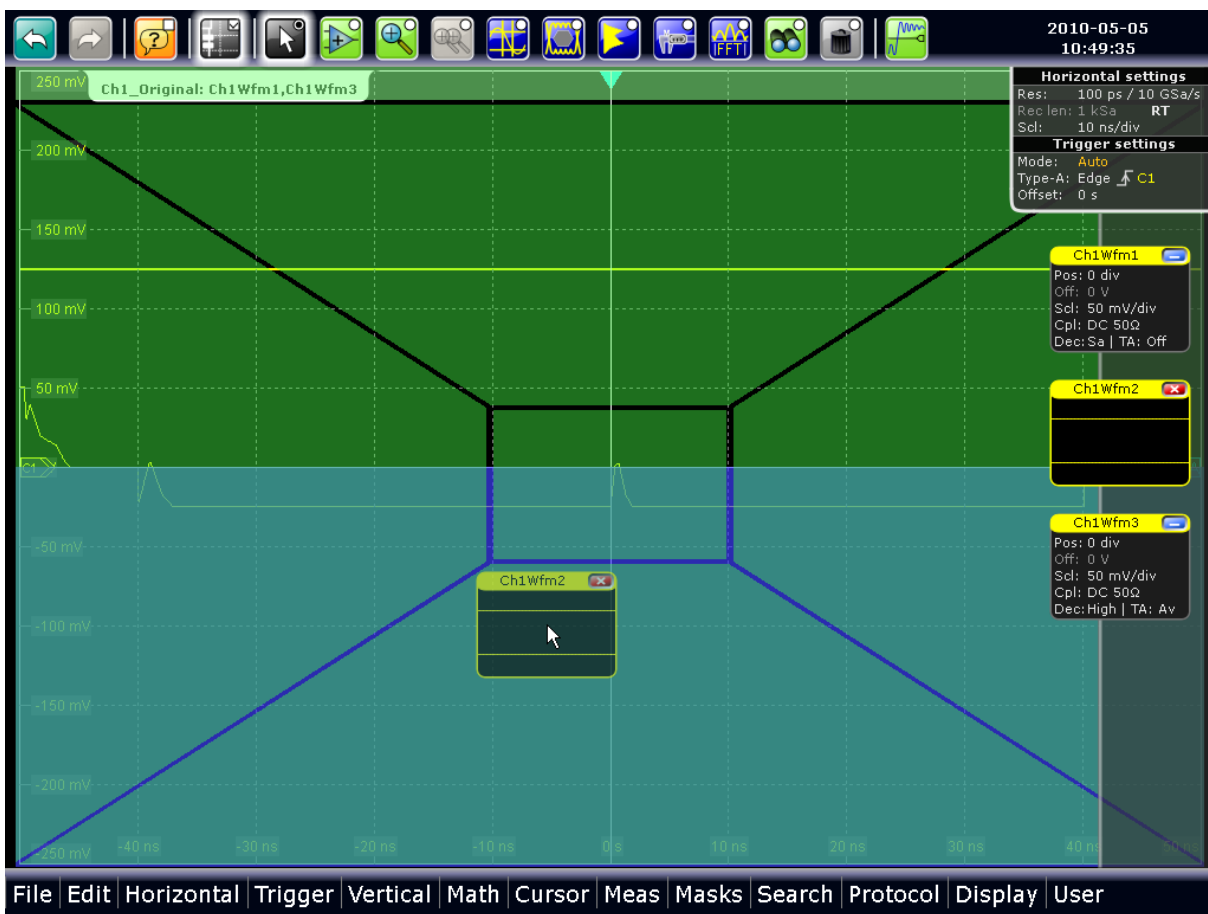 ?
FFT
2010-05-05
10:49:35
250 mV
Ch1_Original: Ch1Wfm1,Ch1Wfm3
Horizontal settings
Res: 100 ps / 10 GSa/s
Rec len: 1 kSa RT
Scl: 10 ns/div
Trigger settings
Mode: Auto
Type-A: Edge C1
Offset: 0 s
200 mV
150 mV
100 mV
50 mV
C1
-50 mV
-100 mV
-150 mV
-200 mV
-250 mV
Ch1Wfm1
Pos: 0 div
Off: 0 V
Scl: 50 mV/div
Cpl: DC 50Ω
Dec: Sa | TA: Off
Ch1Wfm2
Ch1Wfm3
Pos: 0 div
Off: 0 V
Scl: 50 mV/div
Cpl: DC 50Ω
Dec: High | TA: Av
Ch1Wfm2
-40 ns -30 ns -20 ns -10 ns 0 s 10 ns 20 ns 30 ns 40 ns 50 ns
File Edit Horizontal Trigger Vertical Math Cursor Meas Masks Search Protocol Display User